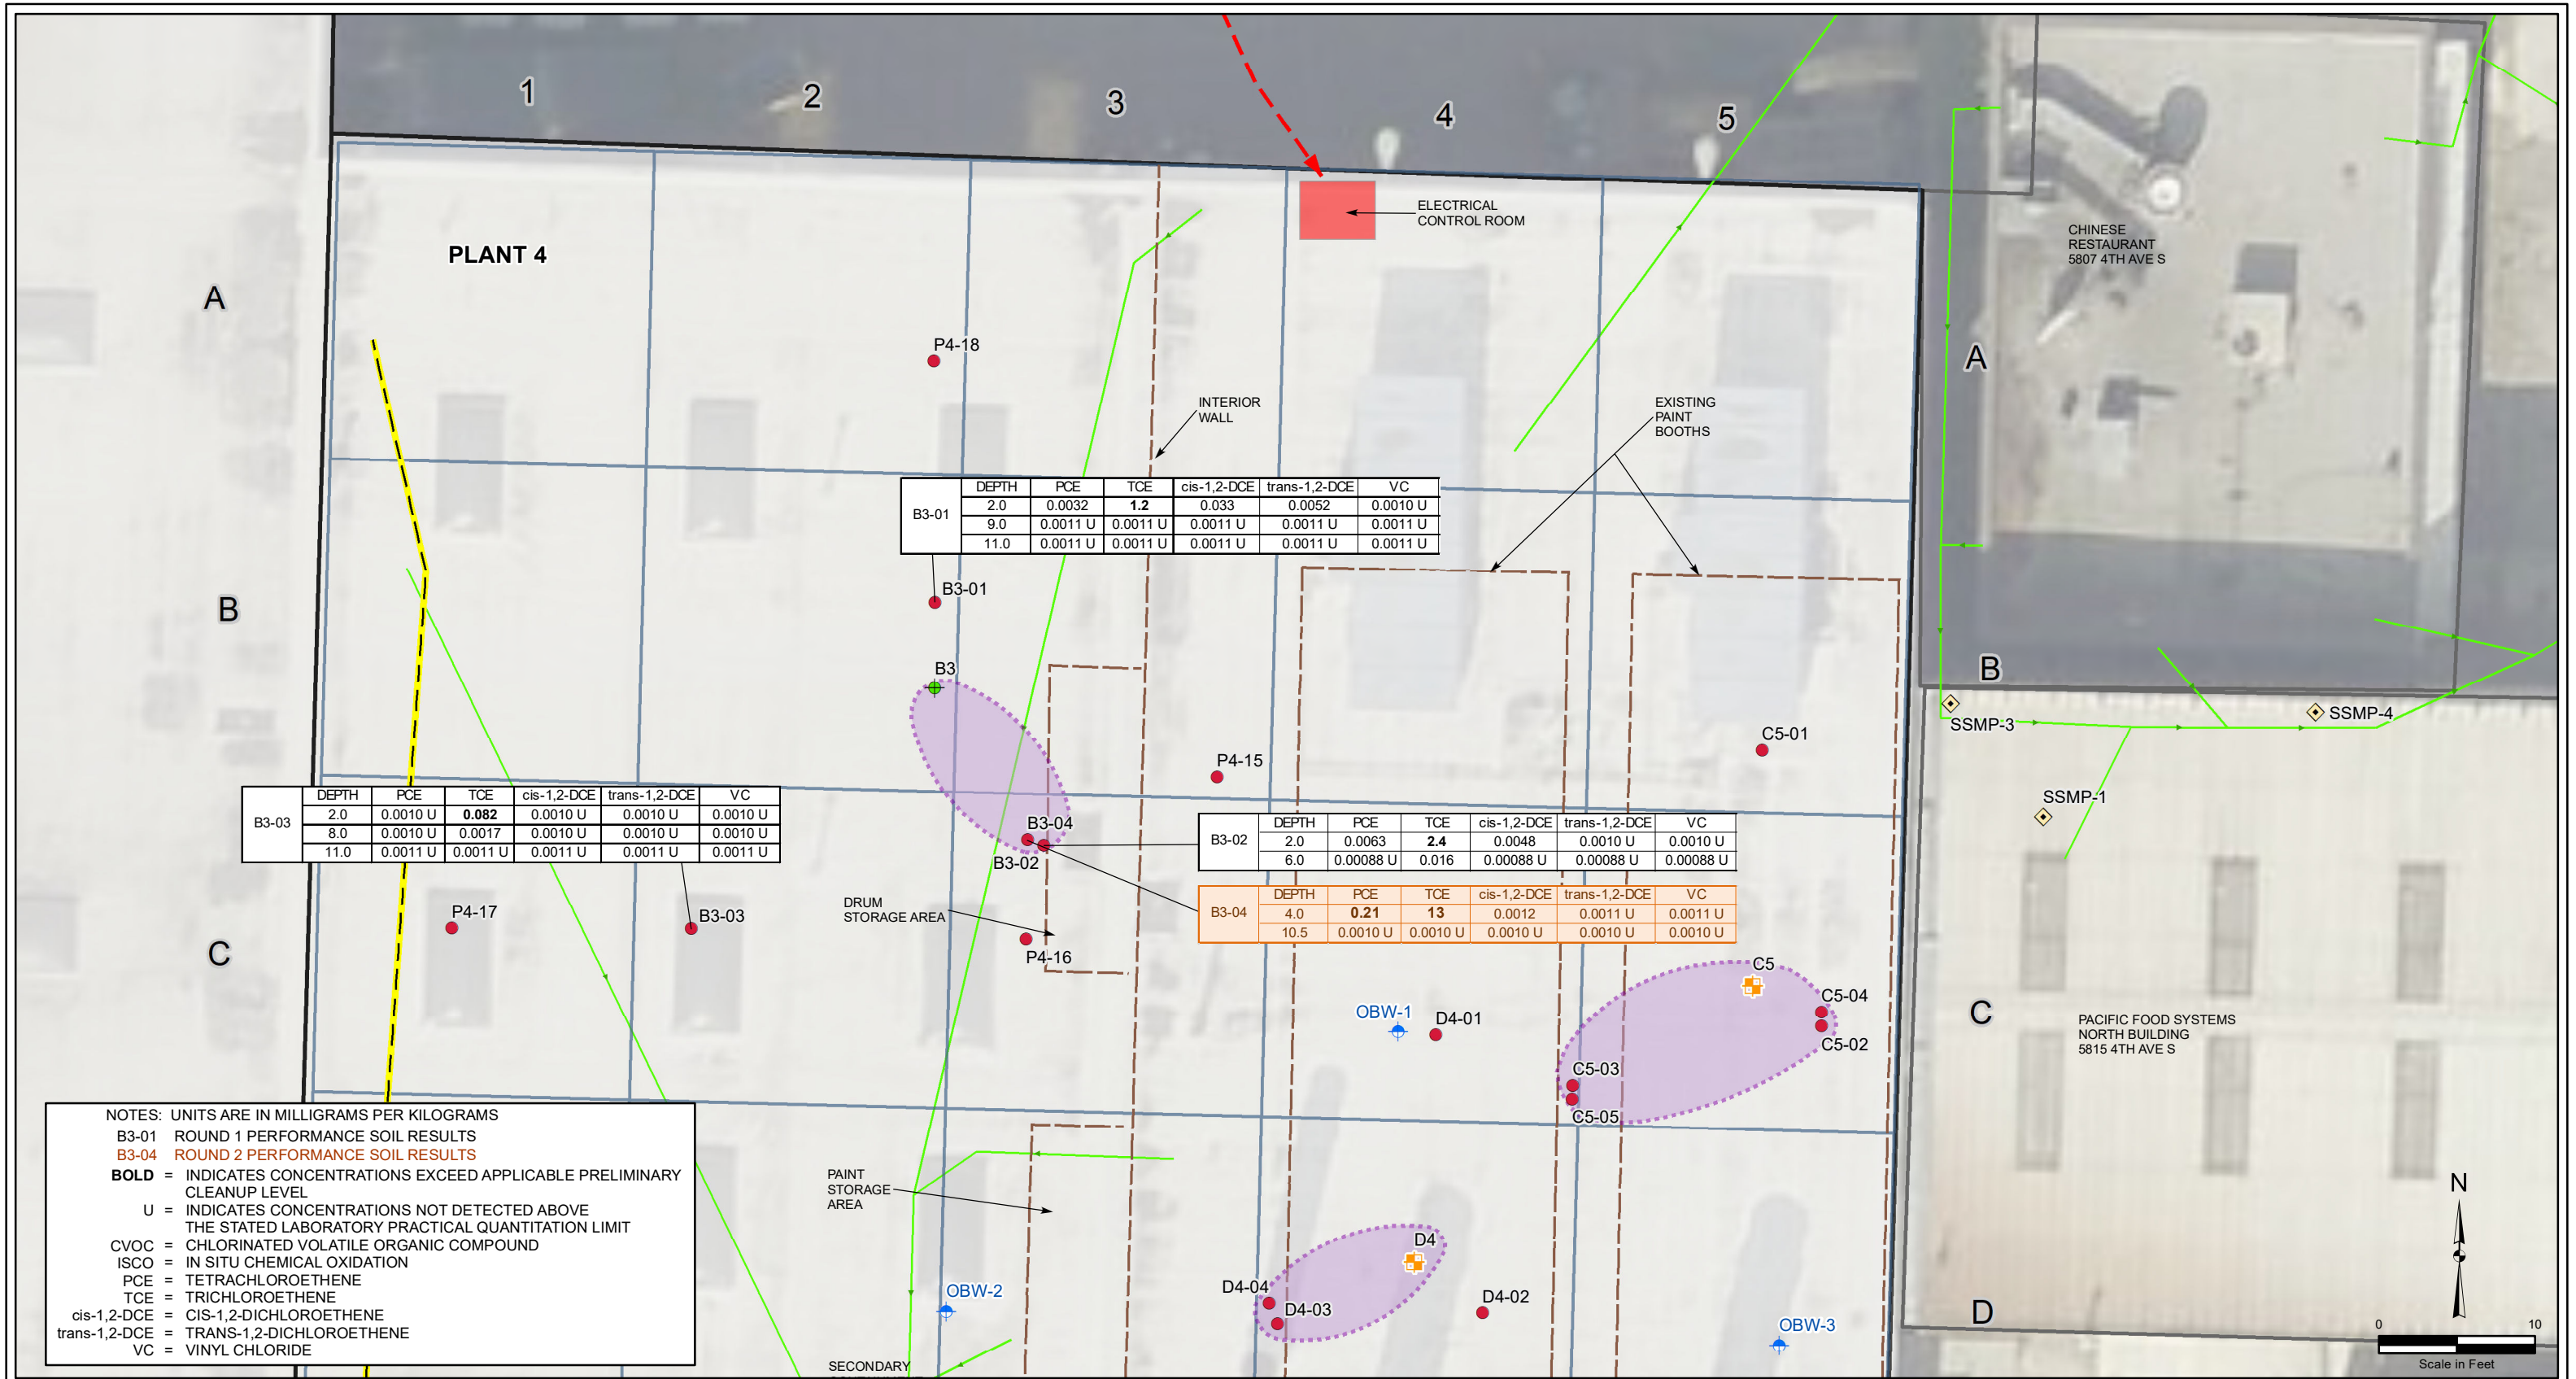 1 2 3 4 5
PLANT 4
ELECTRICAL
CONTROL ROOM
CHINESE
RESTAURANT
5807 4TH AVE S
A
A
P4-18
INTERIOR
WALL
EXISTING
PAINT
BOOTHS
B3-01
DEPTH PCE TCE cis-1,2-DCE trans-1,2-DCE VC
2.0 0.0032 1.2 0.033 0.0052 0.0010 U
9.0 0.0011 U 0.0011 U 0.0011 U 0.0011 U 0.0011 U
11.0 0.0011 U 0.0011 U 0.0011 U 0.0011 U 0.0011 U
B3-01
B
B
B3
SSMP-3
SSMP-4
C5-01
P4-15
SSMP-1
B3-03
DEPTH PCE TCE cis-1,2-DCE trans-1,2-DCE VC
2.0 0.0010 U 0.082 0.0010 U 0.0010 U 0.0010 U
8.0 0.0010 U 0.0017 0.0010 U 0.0010 U 0.0010 U
11.0 0.0011 U 0.0011 U 0.0011 U 0.0011 U 0.0011 U
B3-04
B3-02
B3-02
DEPTH PCE TCE cis-1,2-DCE trans-1,2-DCE VC
2.0 0.0063 2.4 0.0048 0.0010 U 0.0010 U
6.0 0.00088 U 0.016 0.00088 U 0.00088 U 0.00088 U
B3-04
DEPTH PCE TCE cis-1,2-DCE trans-1,2-DCE VC
4.0 0.21 13 0.0012 0.0011 U 0.0011 U
10.5 0.0010 U 0.0010 U 0.0010 U 0.0010 U 0.0010 U
P4-17
B3-03
DRUM
STORAGE AREA
P4-16
C
C
C5
C5-04
C5-02
OBW-1
D4-01
C5-03
C5-05
PACIFIC FOOD SYSTEMS
NORTH BUILDING
5815 4TH AVE S
NOTES: UNITS ARE IN MILLIGRAMS PER KILOGRAMS
B3-01 ROUND 1 PERFORMANCE SOIL RESULTS
B3-04 ROUND 2 PERFORMANCE SOIL RESULTS
BOLD = INDICATES CONCENTRATIONS EXCEED APPLICABLE PRELIMINARY
CLEANUP LEVEL
U = INDICATES CONCENTRATIONS NOT DETECTED ABOVE
THE STATED LABORATORY PRACTICAL QUANTITATION LIMIT
CVOC = CHLORINATED VOLATILE ORGANIC COMPOUND
ISCO = IN SITU CHEMICAL OXIDATION
PCE = TETRACHLOROETHENE
TCE = TRICHLOROETHENE
cis-1,2-DCE = CIS-1,2-DICHLOROETHENE
trans-1,2-DCE = TRANS-1,2-DICHLOROETHENE
VC = VINYL CHLORIDE
PAINT
STORAGE
AREA
D4
D4-04
D4-03
D4-02
OBW-2
OBW-3
SECONDARY
D
N
0 10
Scale in Feet